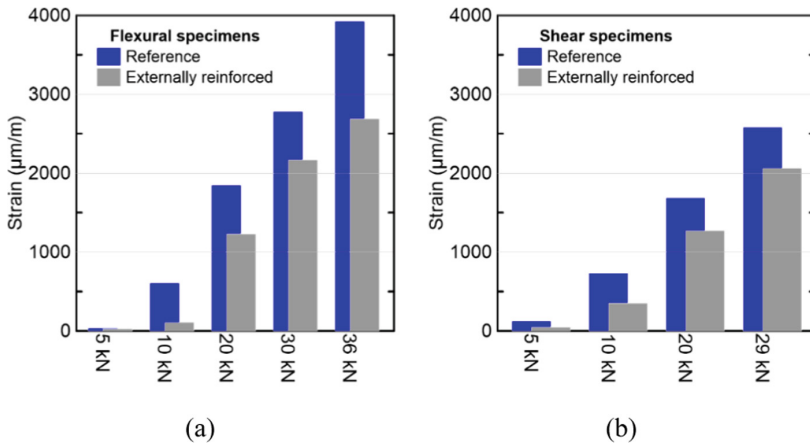 Flexural specimens
Reference
Externally reinforced
Strain (µm/m)
4000
3000
2000
1000
0
5 kN
10 kN
20 kN
30 kN
36 kN
(a)
Shear specimens
Reference
Externally reinforced
Strain (µm/m)
4000
3000
2000
1000
0
5 kN
10 kN
20 kN
29 kN
(b)